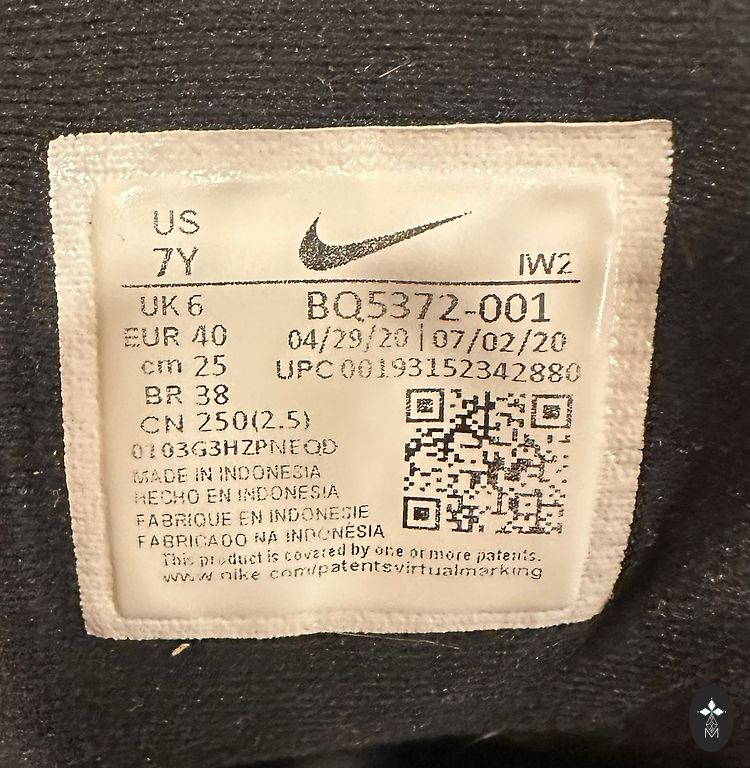 US
7Y
IW2
UK 6
BQ5372-001
EUR 40
04/29/20 | 07/02/20
cm 25
UPC 00193152342880
BR 38
CN 250(2.5)
0103G3HZPNEQD
MADE IN INDONESIA
HECHO EN INDONESIA
FABRIQUE EN INDONESIE
FABRICADO NA INDONÉSIA
This product is covered by one or more patents.
www.nike.com/patentsvirtualmarking
M